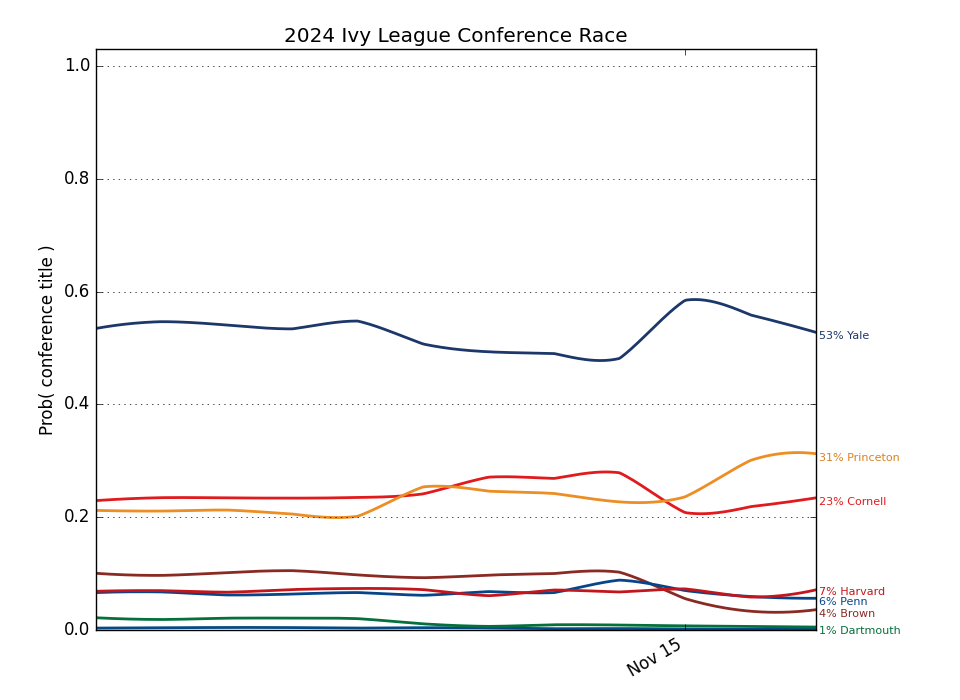 2024 Ivy League Conference Race
1.0
0.8
0.6
0.4
0.2
0.0
Prob( conference title )
Nov 15
53% Yale
31% Princeton
23% Cornell
7% Harvard
6% Penn
4% Brown
1% Dartmouth